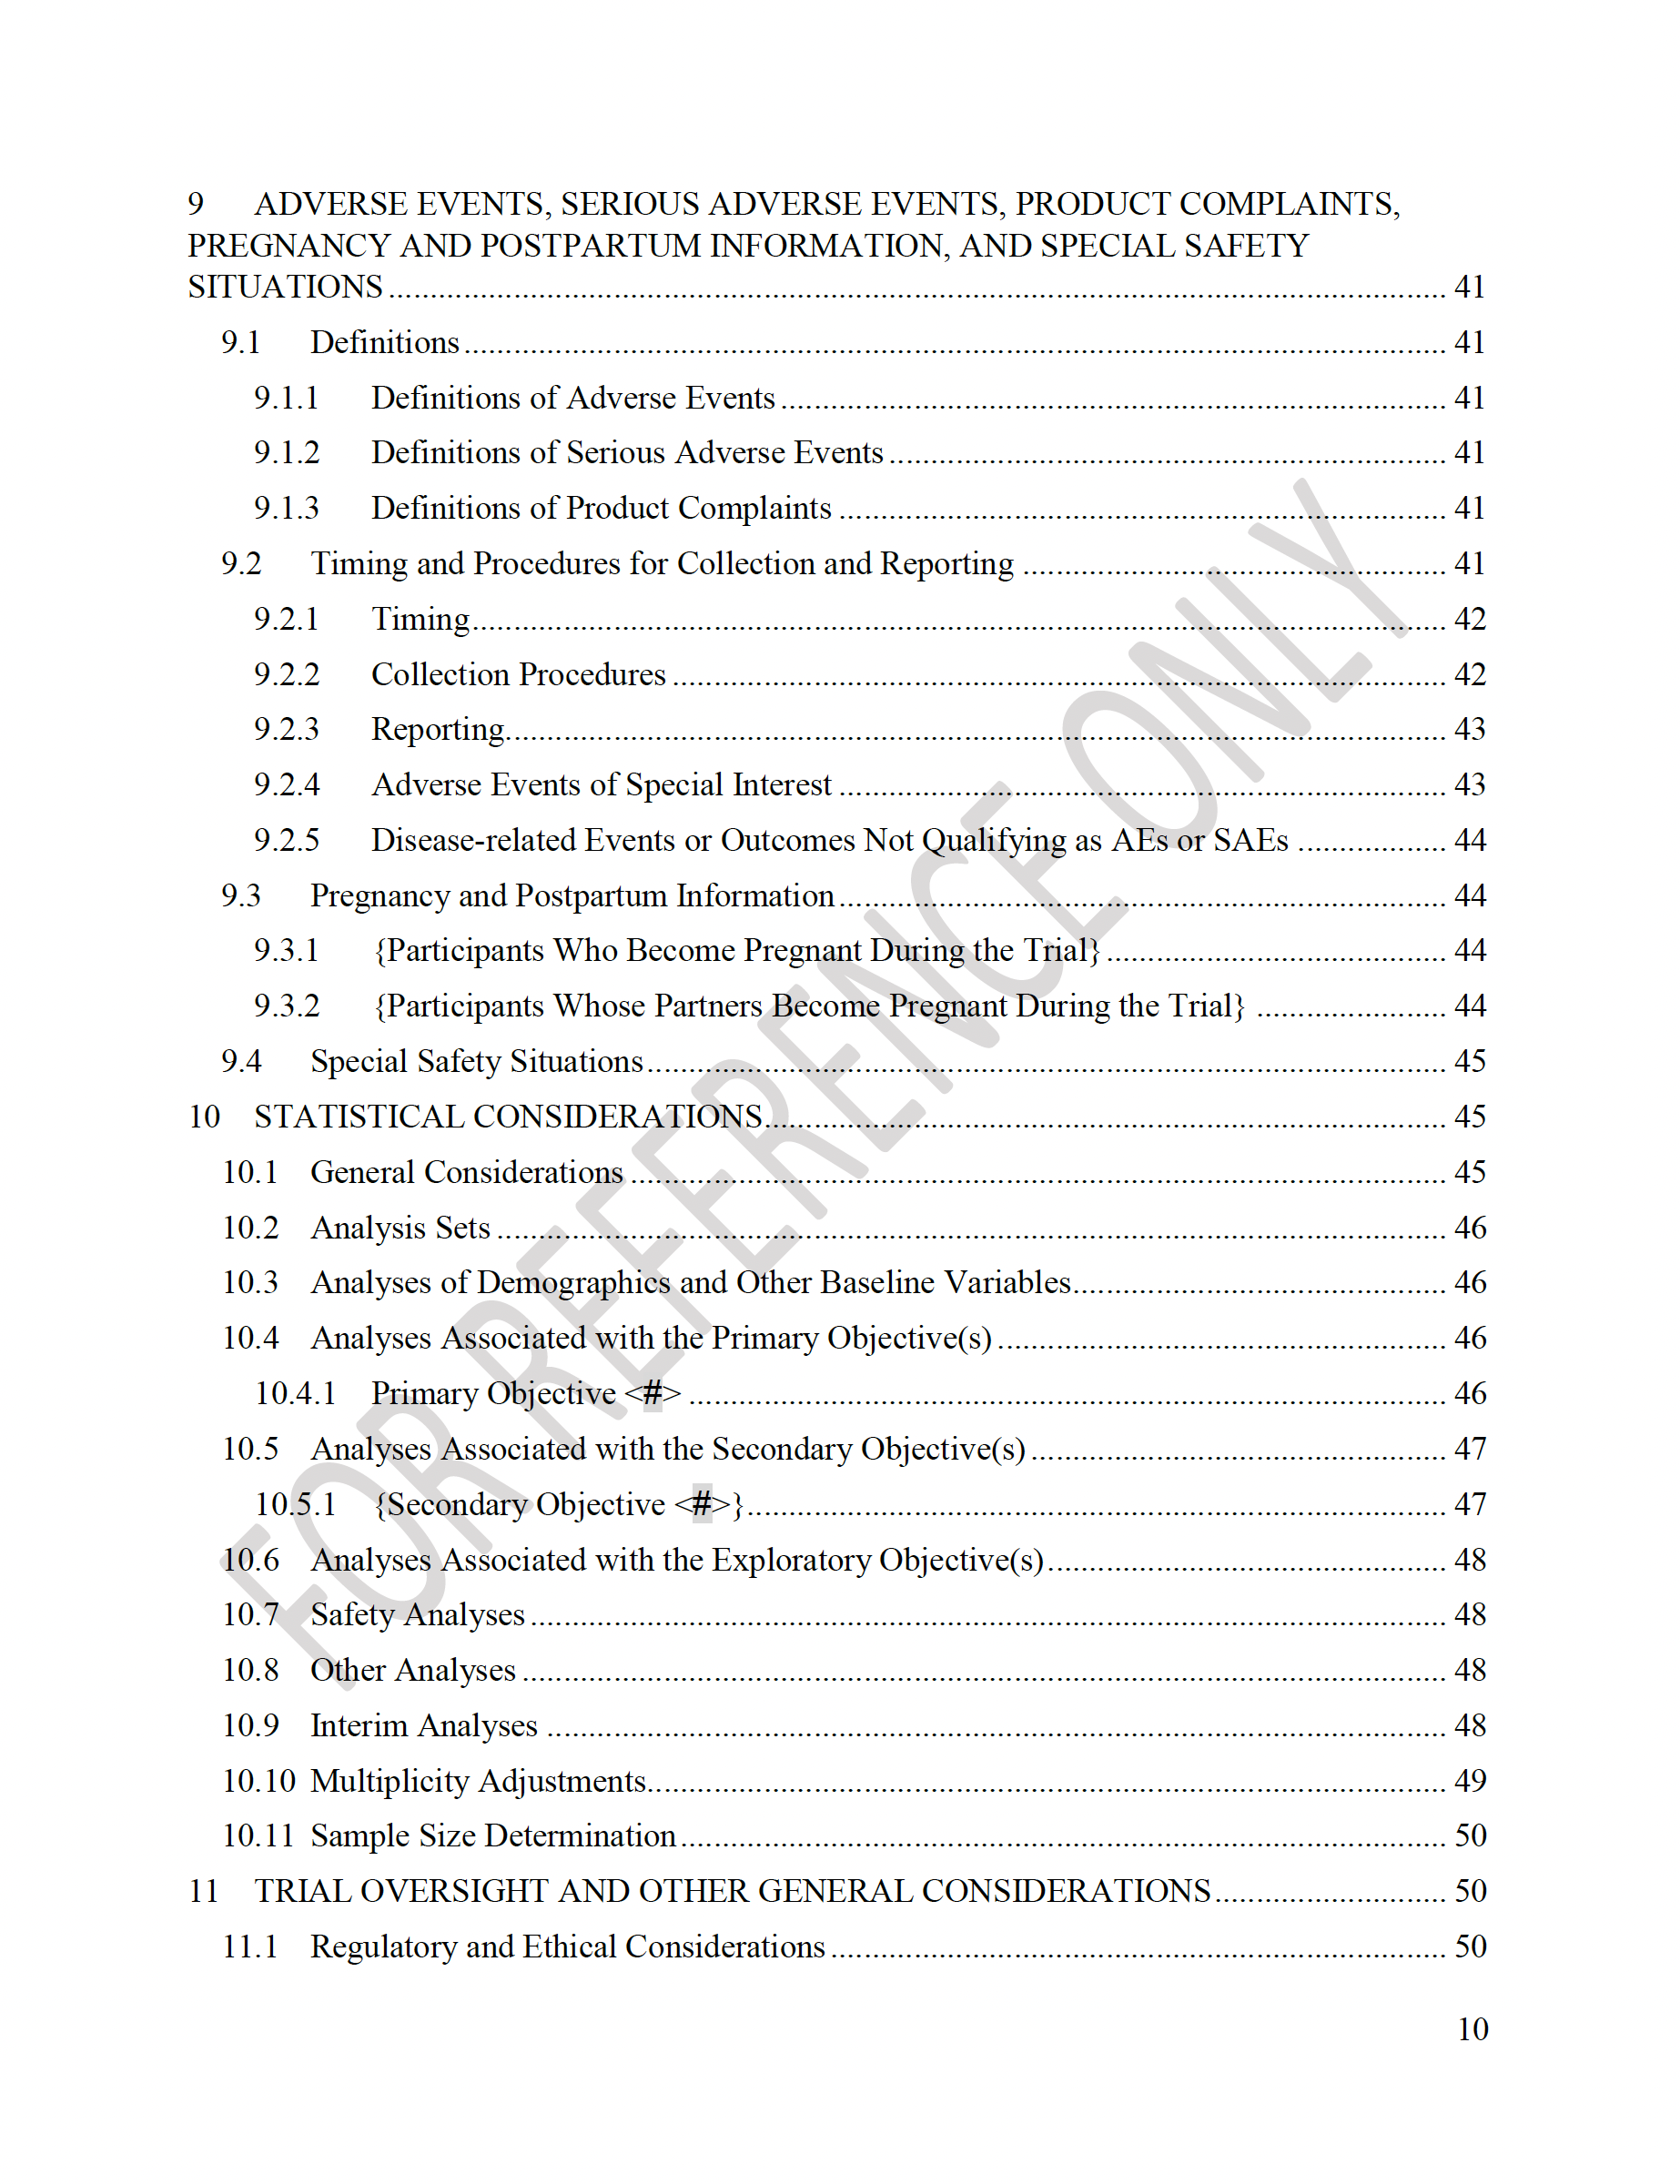 9 ADVERSE EVENTS, SERIOUS ADVERSE EVENTS, PRODUCT COMPLAINTS,
PREGNANCY AND POSTPARTUM INFORMATION, AND SPECIAL SAFETY
SITUATIONS ........ 41
9.1 Definitions ........ 41
9.1.1 Definitions of Adverse Events ........ 41
9.1.2 Definitions of Serious Adverse Events ........ 41
9.1.3 Definitions of Product Complaints ........ 41
9.2 Timing and Procedures for Collection and Reporting ........ 41
9.2.1 Timing ........ 42
9.2.2 Collection Procedures ........ 42
9.2.3 Reporting ........ 43
9.2.4 Adverse Events of Special Interest ........ 43
9.2.5 Disease-related Events or Outcomes Not Qualifying as AEs or SAEs ........ 44
9.3 Pregnancy and Postpartum Information ........ 44
9.3.1 {Participants Who Become Pregnant During the Trial} ........ 44
9.3.2 {Participants Whose Partners Become Pregnant During the Trial} ........ 44
9.4 Special Safety Situations ........ 45
10 STATISTICAL CONSIDERATIONS ........ 45
10.1 General Considerations ........ 45
10.2 Analysis Sets ........ 46
10.3 Analyses of Demographics and Other Baseline Variables ........ 46
10.4 Analyses Associated with the Primary Objective(s) ........ 46
10.4.1 Primary Objective <#> ........ 46
10.5 Analyses Associated with the Secondary Objective(s) ........ 47
10.5.1 {Secondary Objective <#>} ........ 47
10.6 Analyses Associated with the Exploratory Objective(s) ........ 48
10.7 Safety Analyses ........ 48
10.8 Other Analyses ........ 48
10.9 Interim Analyses ........ 48
10.10 Multiplicity Adjustments ........ 49
10.11 Sample Size Determination ........ 50
11 TRIAL OVERSIGHT AND OTHER GENERAL CONSIDERATIONS ........ 50
11.1 Regulatory and Ethical Considerations ........ 50
10
FOR REFERENCE ONLY